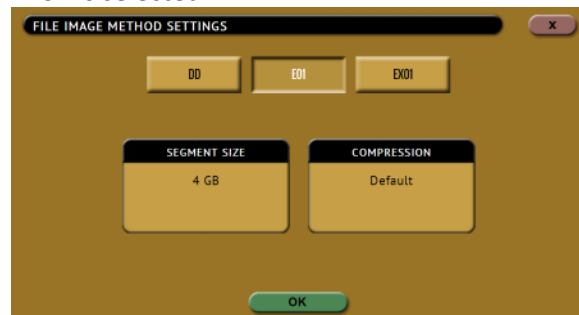 FILE IMAGE METHOD SETTINGS
X
DD
E01
EX01
SEGMENT SIZE
COMPRESSION
4 GB
Default
OK